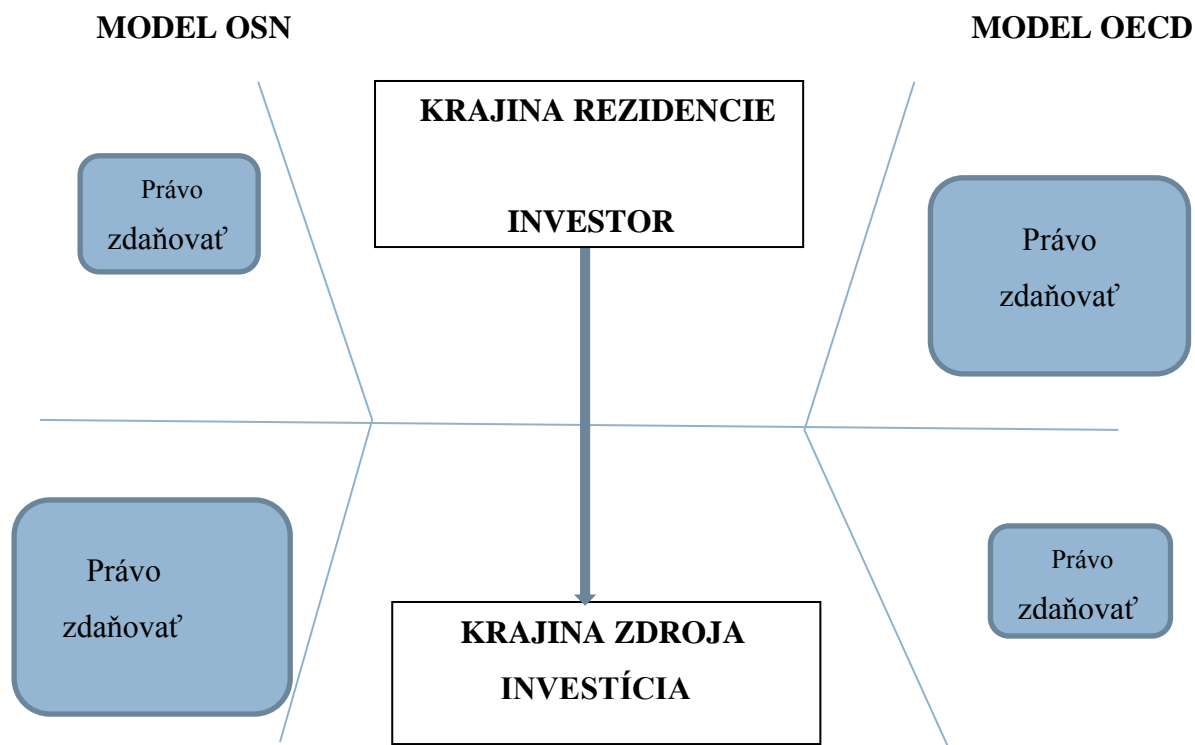 MODEL OSN
MODEL OECD
KRAJINA REZIDENCIE
INVESTOR
Právo
zdaňovať
Právo
zdaňovať
Právo
zdaňovať
KRAJINA ZDROJA
INVESTÍCIA
Právo
zdaňovať